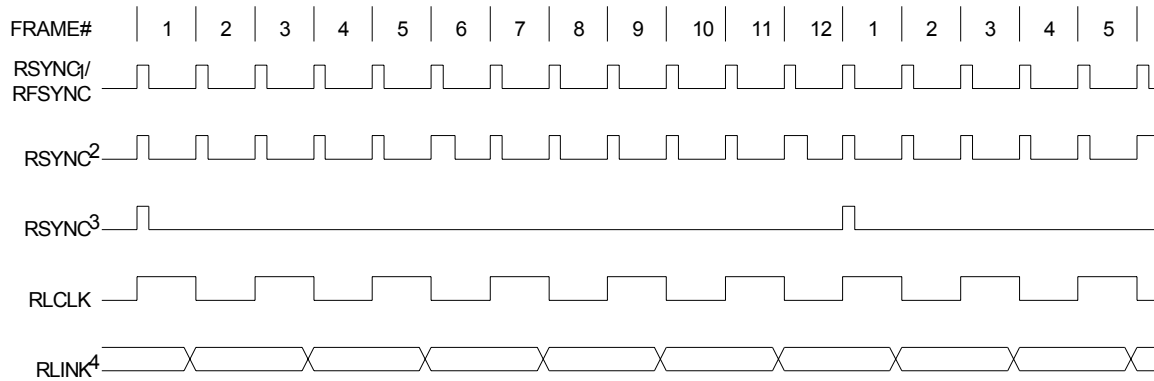 FRAME# 1 2 3 4 5 6 7 8 9 10 11 12 1 2 3 4 5
RSYNC1/
RFSYNC
RSYNC2
RSYNC3
RLCLK
RLINK4